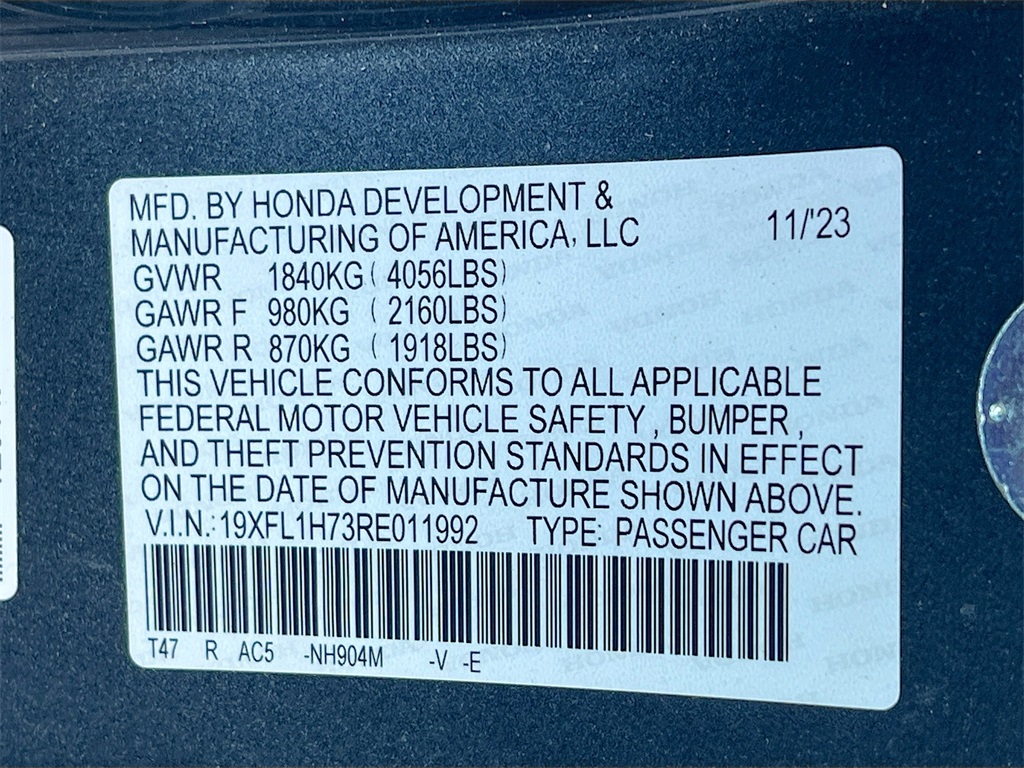 MFD. BY HONDA DEVELOPMENT &
MANUFACTURING OF AMERICA, LLC 11/'23
GVWR 1840KG ( 4056LBS)
GAWR F 980KG ( 2160LBS)
GAWR R 870KG ( 1918LBS)
THIS VEHICLE CONFORMS TO ALL APPLICABLE
FEDERAL MOTOR VEHICLE SAFETY , BUMPER ,
AND THEFT PREVENTION STANDARDS IN EFFECT
ON THE DATE OF MANUFACTURE SHOWN ABOVE.
V.I.N.: 19XFL1H73RE011992 TYPE: PASSENGER CAR
T47 R AC5 -NH904M -V -E